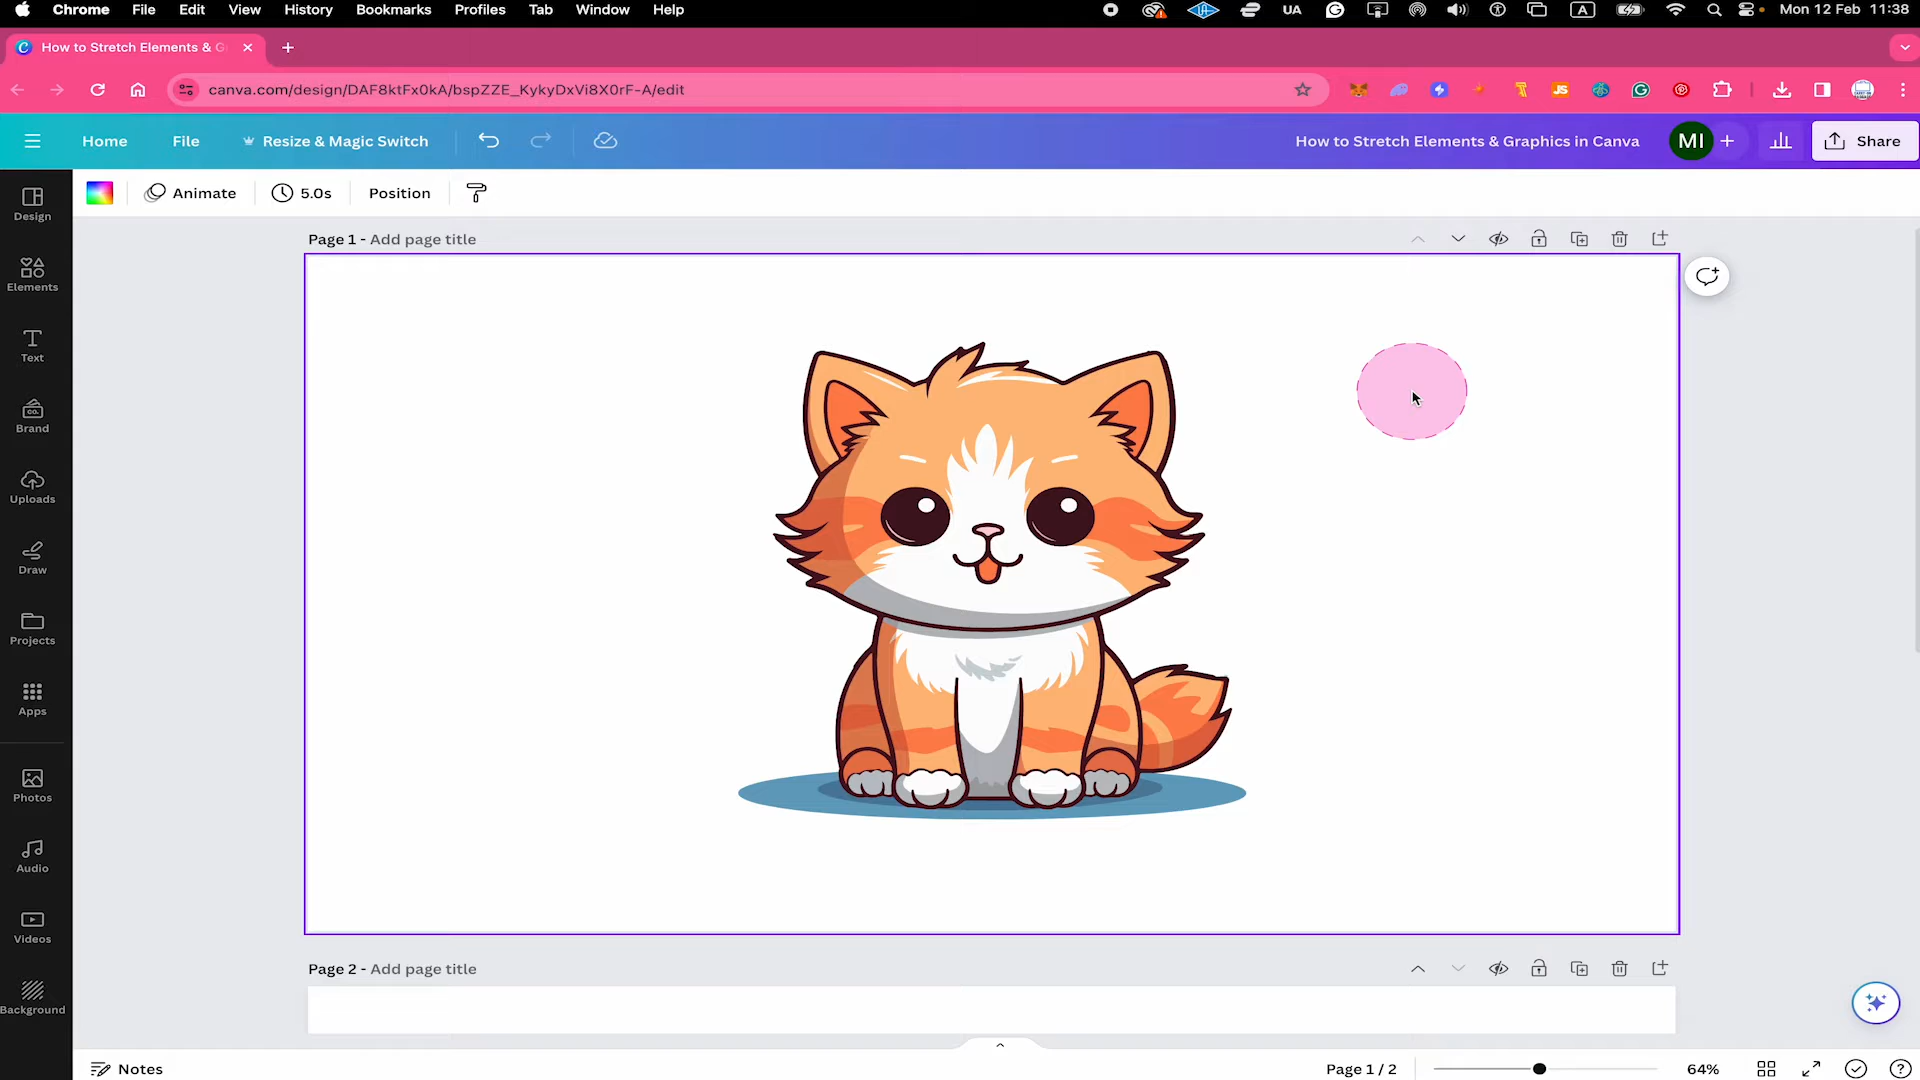 Chrome File Edit View History Bookmarks Profiles Tab Window Help UA A Mon 12 Feb 11:38
How to Stretch Elements & G
canva.com/design/DAF8ktFx0kA/bspZZE_KykyDxVi8X0rF-A/edit JS
Home File Resize & Magic Switch How to Stretch Elements & Graphics in Canva MI + Share
Animate 5.0s Position
Design
Elements
Text
Brand
Uploads
Draw
Projects
Apps
Photos
Audio
Videos
Background
Page 1 - Add page title
Page 2 - Add page title
Notes Page 1 / 2 64%